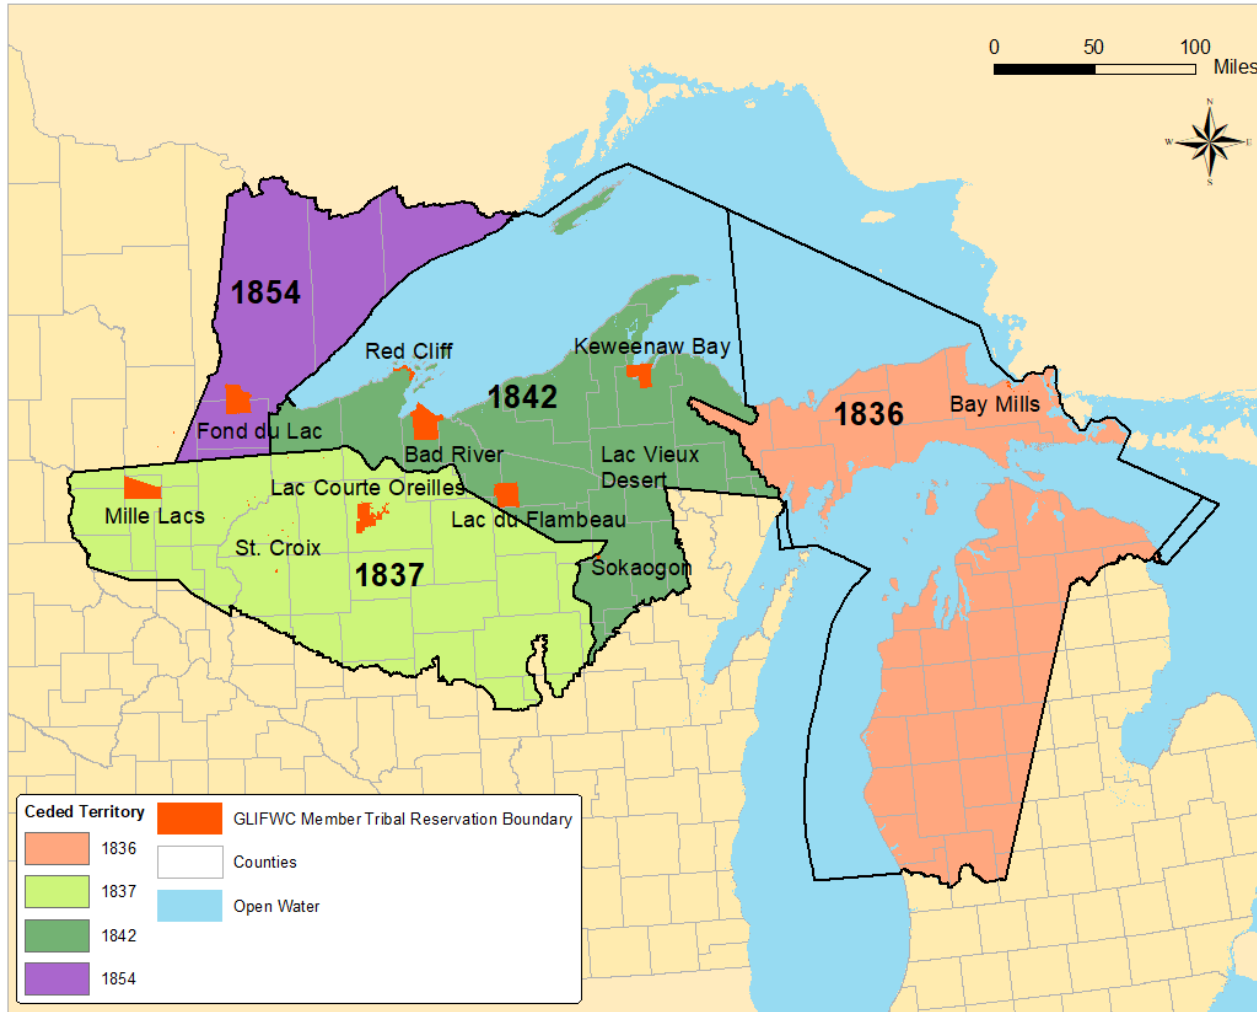 0 50 100
Miles
N
W E
S
1854
Red Cliff
Keweenaw Bay
1842
1836
Bay Mills
Fond du Lac
Bad River
Lac Vieux
Desert
Lac Courte Oreilles
Mille Lacs
Lac du Flambeau
St. Croix
1837
Sokaogon
Ceded Territory
1836
1837
1842
1854
GLIFWC Member Tribal Reservation Boundary
Counties
Open Water